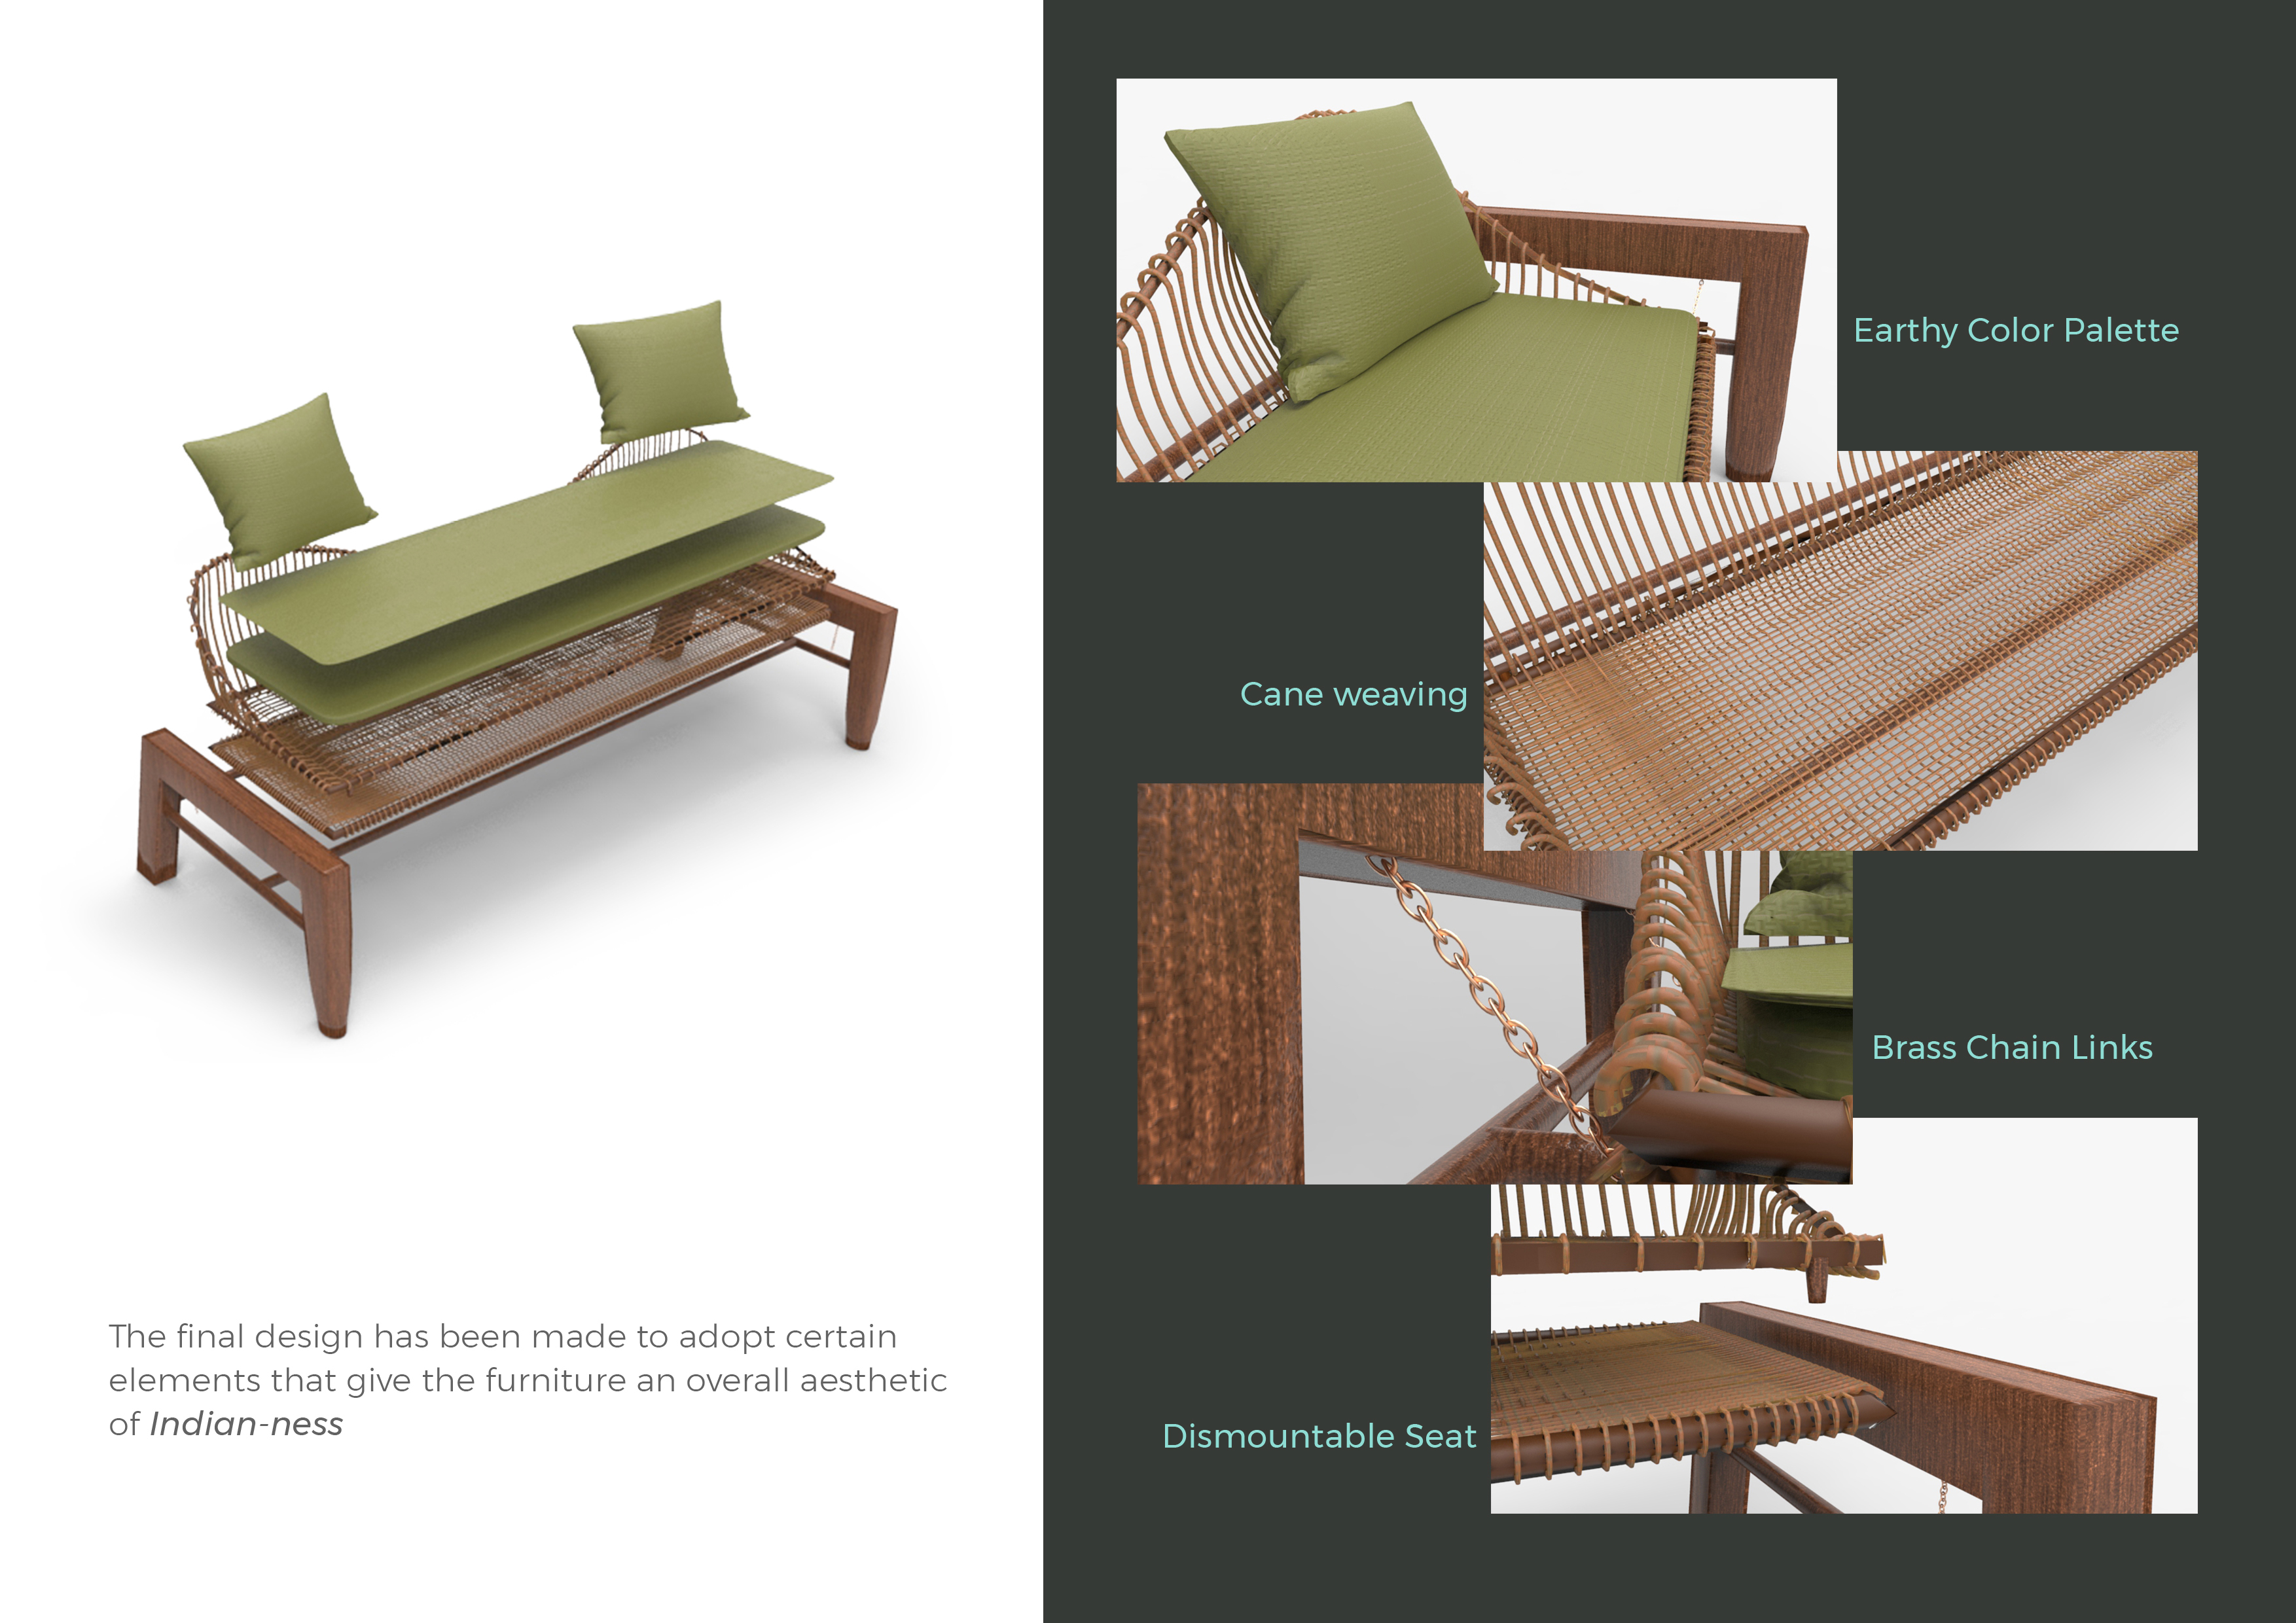 The final design has been made to adopt certain
elements that give the furniture an overall aesthetic
of Indian-ness
Earthy Color Palette
Cane weaving
Brass Chain Links
Dismountable Seat